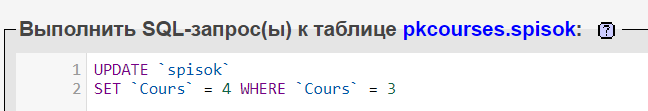 Выполнить SQL-запрос(ы) к таблице pkcourses.spisok:
1 UPDATE `spisok`
2 SET `Cours` = 4 WHERE `Cours` = 3